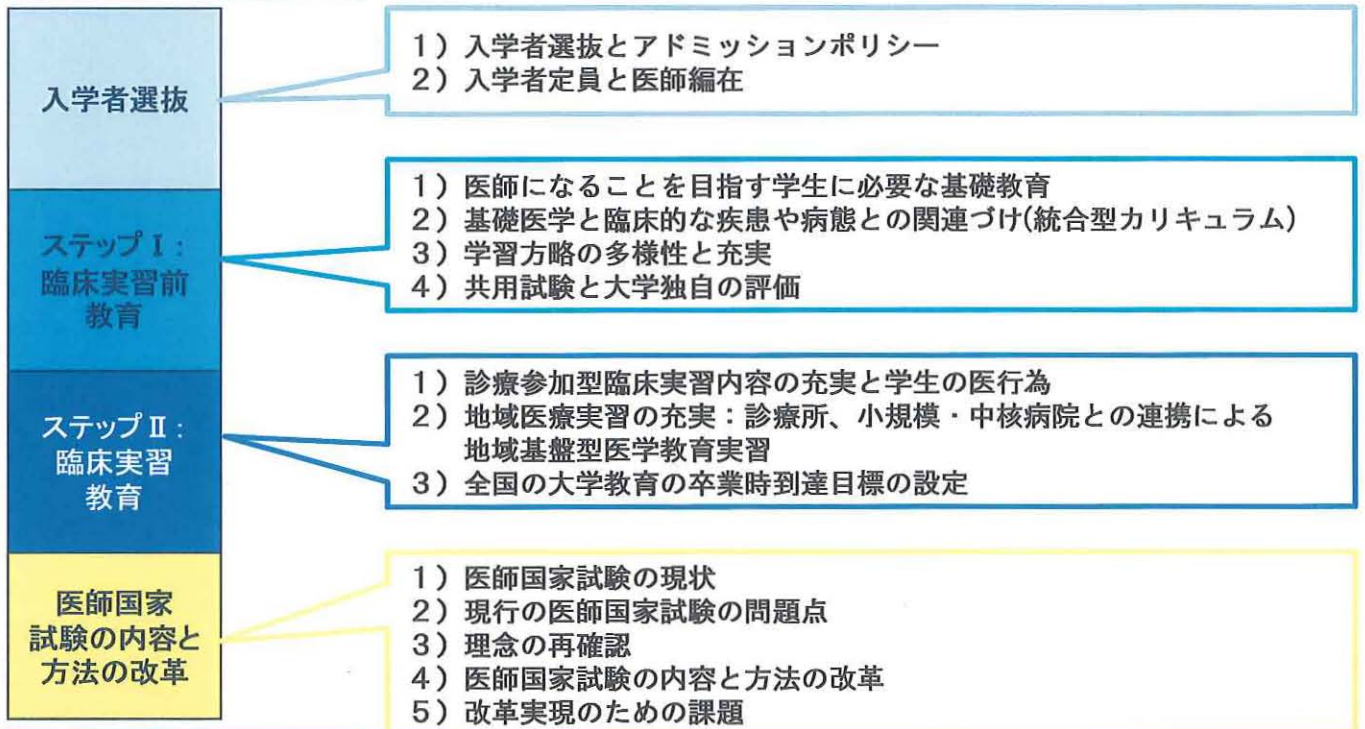 入学者選抜
1）入学者選抜とアドミッションポリシー
2）入学者定員と医師編在
ステップⅠ：
臨床実習前
教育
1）医師になることを目指す学生に必要な基礎教育
2）基礎医学と臨床的な疾患や病態との関連づけ(統合型カリキュラム)
3）学習方略の多様性と充実
4）共用試験と大学独自の評価
ステップⅡ：
臨床実習
教育
1）診療参加型臨床実習内容の充実と学生の医行為
2）地域医療実習の充実：診療所、小規模・中核病院との連携による
地域基盤型医学教育実習
3）全国の大学教育の卒業時到達目標の設定
医師国家
試験の内容と
方法の改革
1）医師国家試験の現状
2）現行の医師国家試験の問題点
3）理念の再確認
4）医師国家試験の内容と方法の改革
5）改革実現のための課題